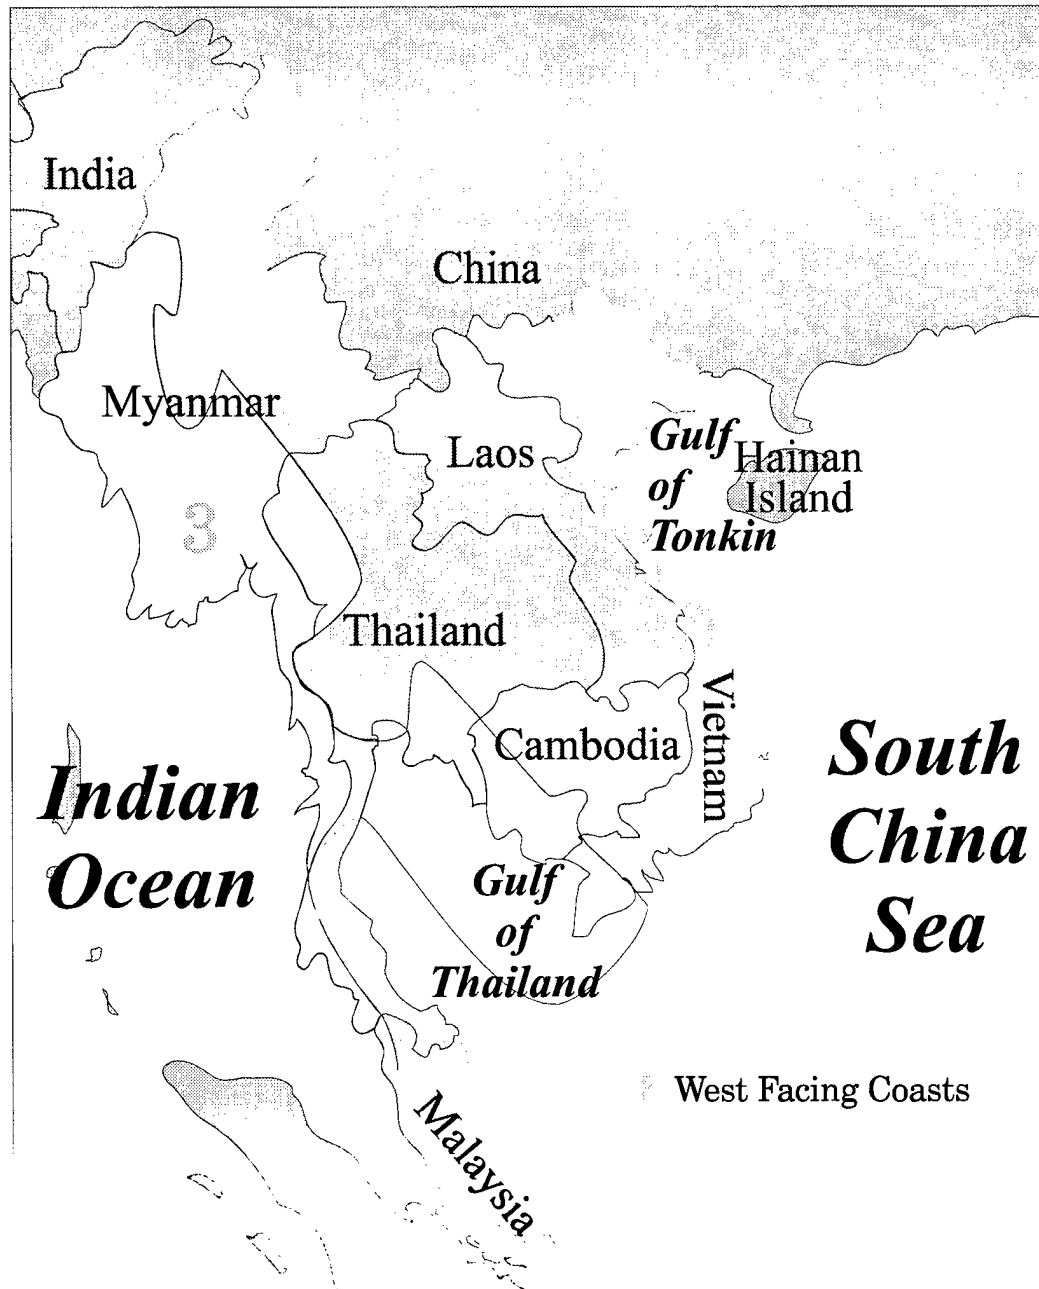 India
China
Myanmar
Laos
Gulf
of
Tonkin
Hainan
Island
3
Thailand
Vietnam
Cambodia
South
China
Sea
Indian
Ocean
Gulf
of
Thailand
West Facing Coasts
Malaysia